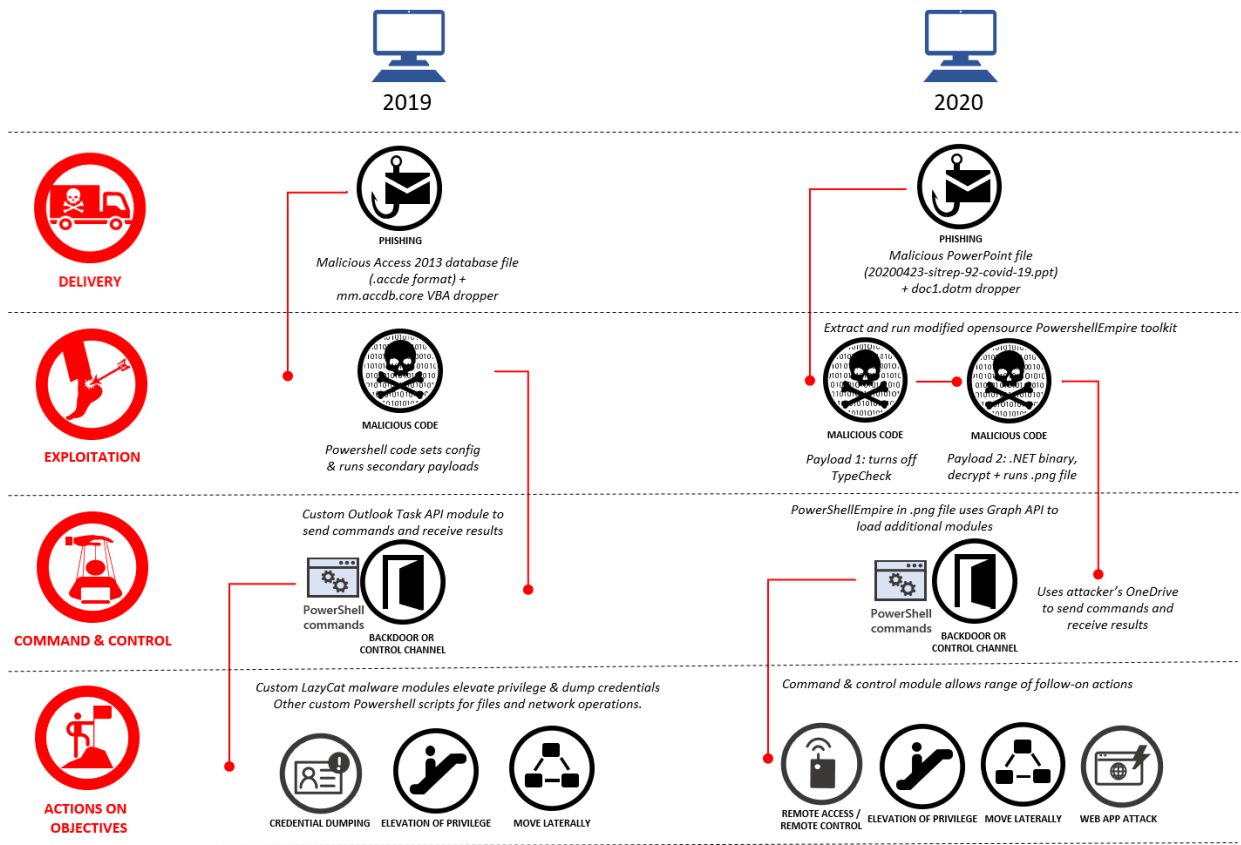 2019
2020
DELIVERY
PHISHING
Malicious Access 2013 database file
(.accde format) +
mm.accdb.core VBA dropper
PHISHING
Malicious PowerPoint file
(20200423-sitrep-92-covid-19.ppt)
+ doc1.dotm dropper
EXPLOITATION
MALICIOUS CODE
Powershell code sets config
& runs secondary payloads
Extract and run modified opensource PowershellEmpire toolkit
MALICIOUS CODE
Payload 1: turns off
TypeCheck
MALICIOUS CODE
Payload 2: .NET binary,
decrypt + runs .png file
COMMAND & CONTROL
Custom Outlook Task API module to
send commands and receive results
PowerShell
commands
BACKDOOR OR
CONTROL CHANNEL
PowerShellEmpire in .png file uses Graph API to
load additional modules
PowerShell
commands
BACKDOOR OR
CONTROL CHANNEL
Uses attacker's OneDrive
to send commands and
receive results
ACTIONS ON
OBJECTIVES
Custom LazyCat malware modules elevate privilege & dump credentials
Other custom Powershell scripts for files and network operations.
CREDENTIAL DUMPING
ELEVATION OF PRIVILEGE
MOVE LATERALLY
Command & control module allows range of follow-on actions
REMOTE ACCESS /
REMOTE CONTROL
ELEVATION OF PRIVILEGE
MOVE LATERALLY
WEB APP ATTACK